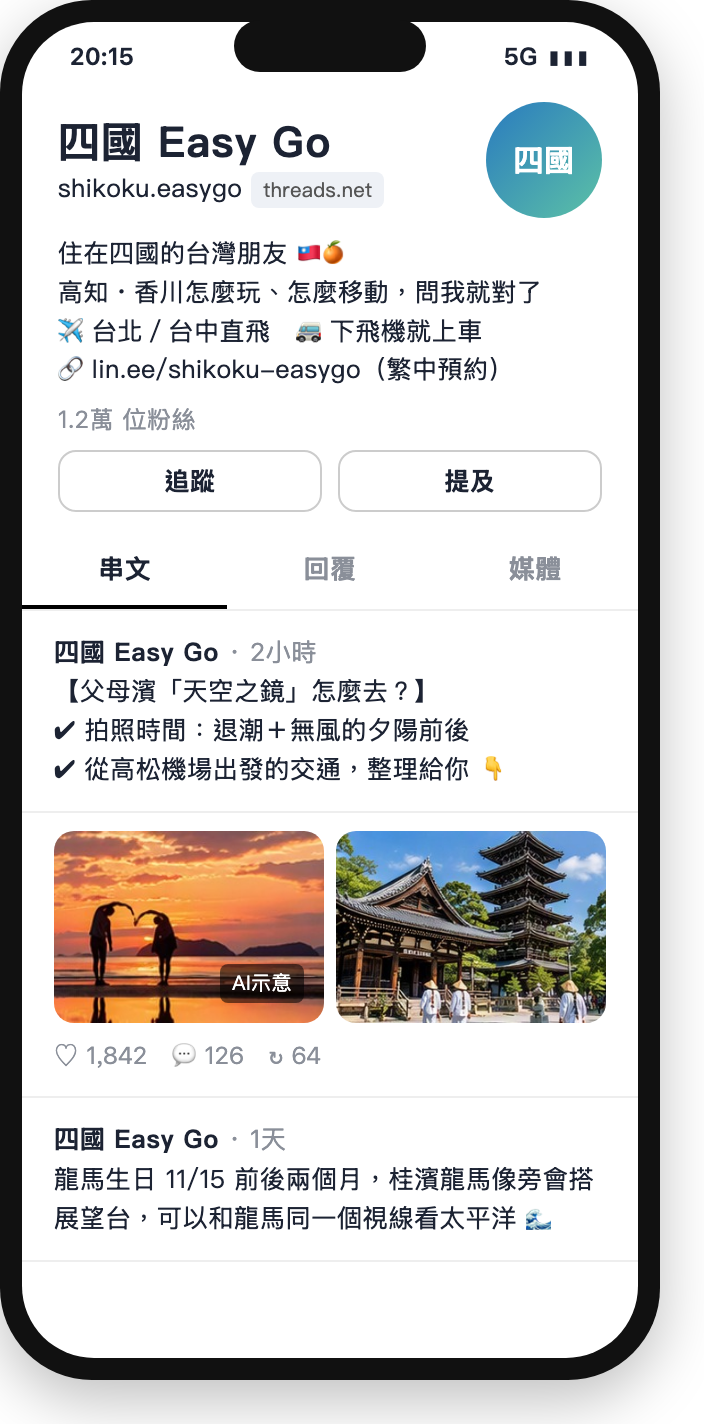 20:15
5G
四國 Easy Go
四國
shikoku.easygo threads.net
住在四國的台灣朋友 🇹🇼🍊
高知・香川怎麼玩、怎麼移動，問我就對了
✈️ 台北 / 台中直飛 🚐 下飛機就上車
🔗 lin.ee/shikoku–easygo（繁中預約）
1.2萬 位粉絲
追蹤
提及
串文
回覆
媒體
四國 Easy Go · 2小時
【父母濱「天空之鏡」怎麼去？】
✔ 拍照時間：退潮＋無風的夕陽前後
✔ 從高松機場出發的交通，整理給你 👇
AI示意
♡ 1,842 💬 126 ↻ 64
四國 Easy Go · 1天
龍馬生日 11/15 前後兩個月，桂濱龍馬像旁會搭
展望台，可以和龍馬同一個視線看太平洋 🌊